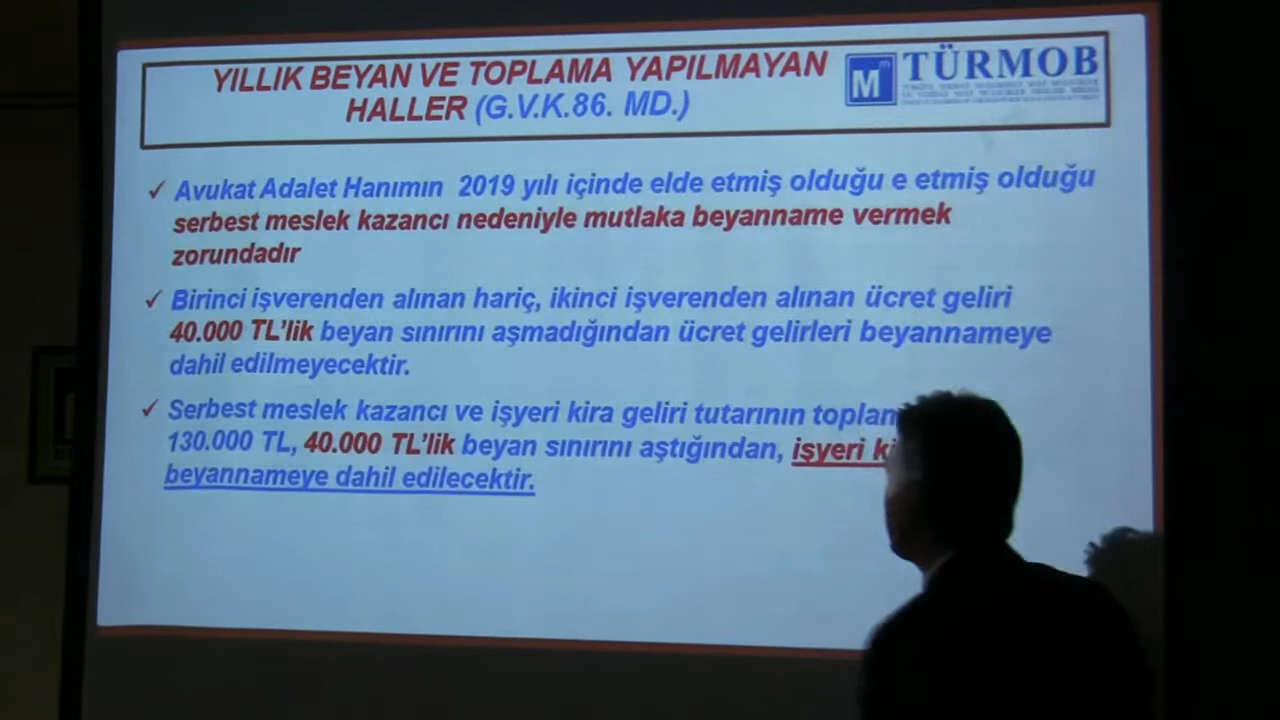 YILLIK BEYAN VE TOPLAMA YAPILMAYAN
HALLER (G.V.K.86. MD.)
M
TÜRMOB
✓ Avukat Adalet Hanımın 2019 yılı içinde elde etmiş olduğu e etmiş olduğu
serbest meslek kazancı nedeniyle mutlaka beyanname vermek
zorundadır
✓ Birinci işverenden alınan hariç, ikinci işverenden alınan ücret geliri
40.000 TL'lik beyan sınırını aşmadığından ücret gelirleri beyannameye
dahil edilmeyecektir.
✓ Serbest meslek kazancı ve işyeri kira geliri tutarının
130.000 TL, 40.000 TL'lik beyan sınırını aştığından, işyeri
beyannameye dahil edilecektir.